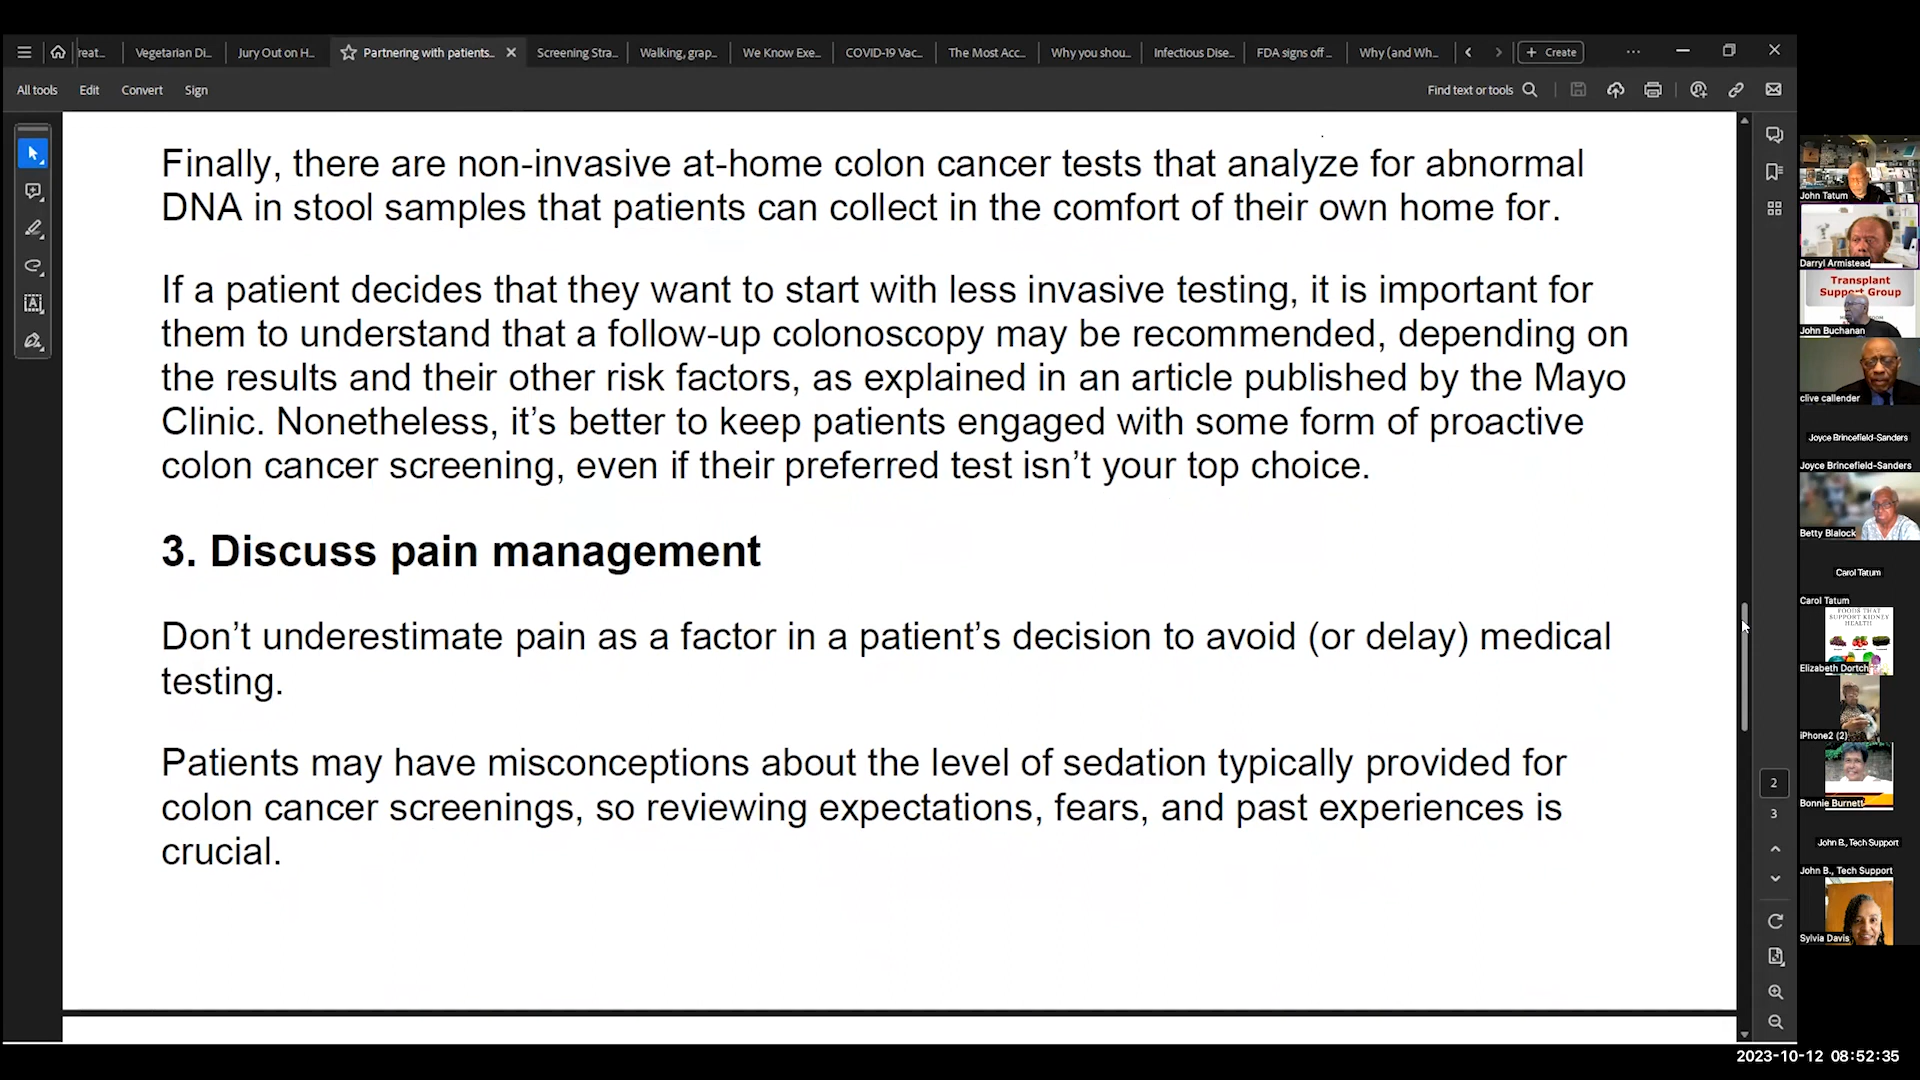 reat...
Vegetarian Di...
Jury Out on H...
Partnering with patients...
Screening Stra...
Walking, grap...
We Know Exe...
COVID-19 Vac...
The Most Acc...
Why you shou...
Infectious Dise...
FDA signs off ...
Why (and Wh...
+ Create
All tools
Edit
Convert
Sign
Find text or tools
Finally, there are non-invasive at-home colon cancer tests that analyze for abnormal
DNA in stool samples that patients can collect in the comfort of their own home for.
If a patient decides that they want to start with less invasive testing, it is important for
them to understand that a follow-up colonoscopy may be recommended, depending on
the results and their other risk factors, as explained in an article published by the Mayo
Clinic. Nonetheless, it’s better to keep patients engaged with some form of proactive
colon cancer screening, even if their preferred test isn’t your top choice.
3. Discuss pain management
Don’t underestimate pain as a factor in a patient’s decision to avoid (or delay) medical
testing.
Patients may have misconceptions about the level of sedation typically provided for
colon cancer screenings, so reviewing expectations, fears, and past experiences is
crucial.
2
3
John Tatum
Darryl Armistead
Transplant
Support Group
John Buchanan
clive callender
Joyce Brincefield-Sanders
Joyce Brincefield-Sanders
Betty Blalock
Carol Tatum
Carol Tatum
FOODS THAT
SUPPORT KIDNEY
HEALTH
Elizabeth Dortch
iPhone2 (2)
Bonnie Burnett
John B., Tech Support
John B., Tech Support
Sylvia Davis
2023-10-12 08:52:35